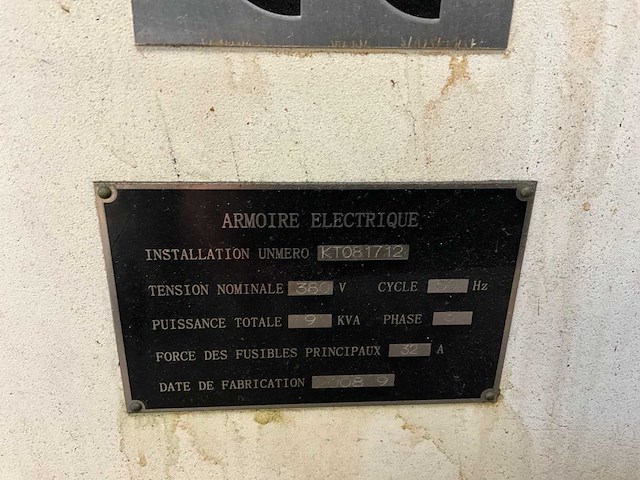 ARMOIRE ELECTRIQUE
INSTALLATION UNMERO KT081712
TENSION NOMINALE 380 V CYCLE Hz
PUISSANCE TOTALE 9 KVA PHASE
FORCE DES FUSIBLES PRINCIPAUX 32 A
DATE DE FABRICATION